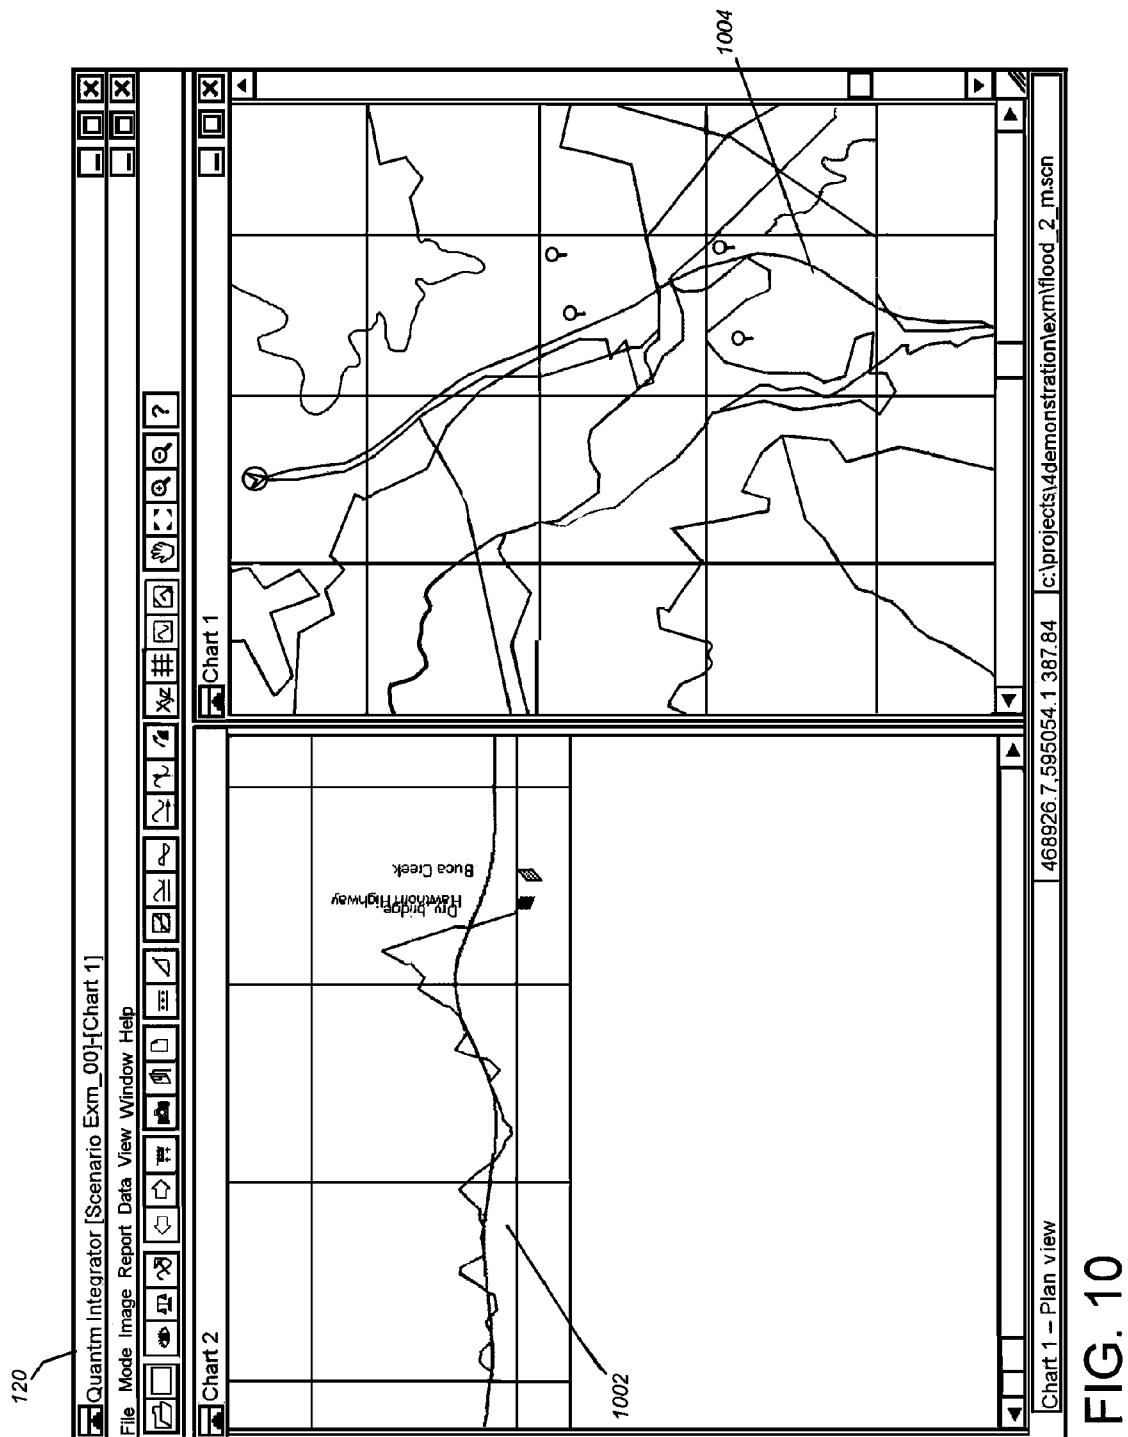 120
Quantm Integrator [Scenario Exm_00]-[Chart 1]
File Mode Image Report Data View Window Help
xyz
?
Chart 2
Chart 1
Dry bridge
Hawthorn Highway
Buca Creek
1002
1004
Chart 1 – Plan view
468926.7,595054.1 387.84
c:\projects\4demonstration\exm\flood_2_m.scn
FIG. 10